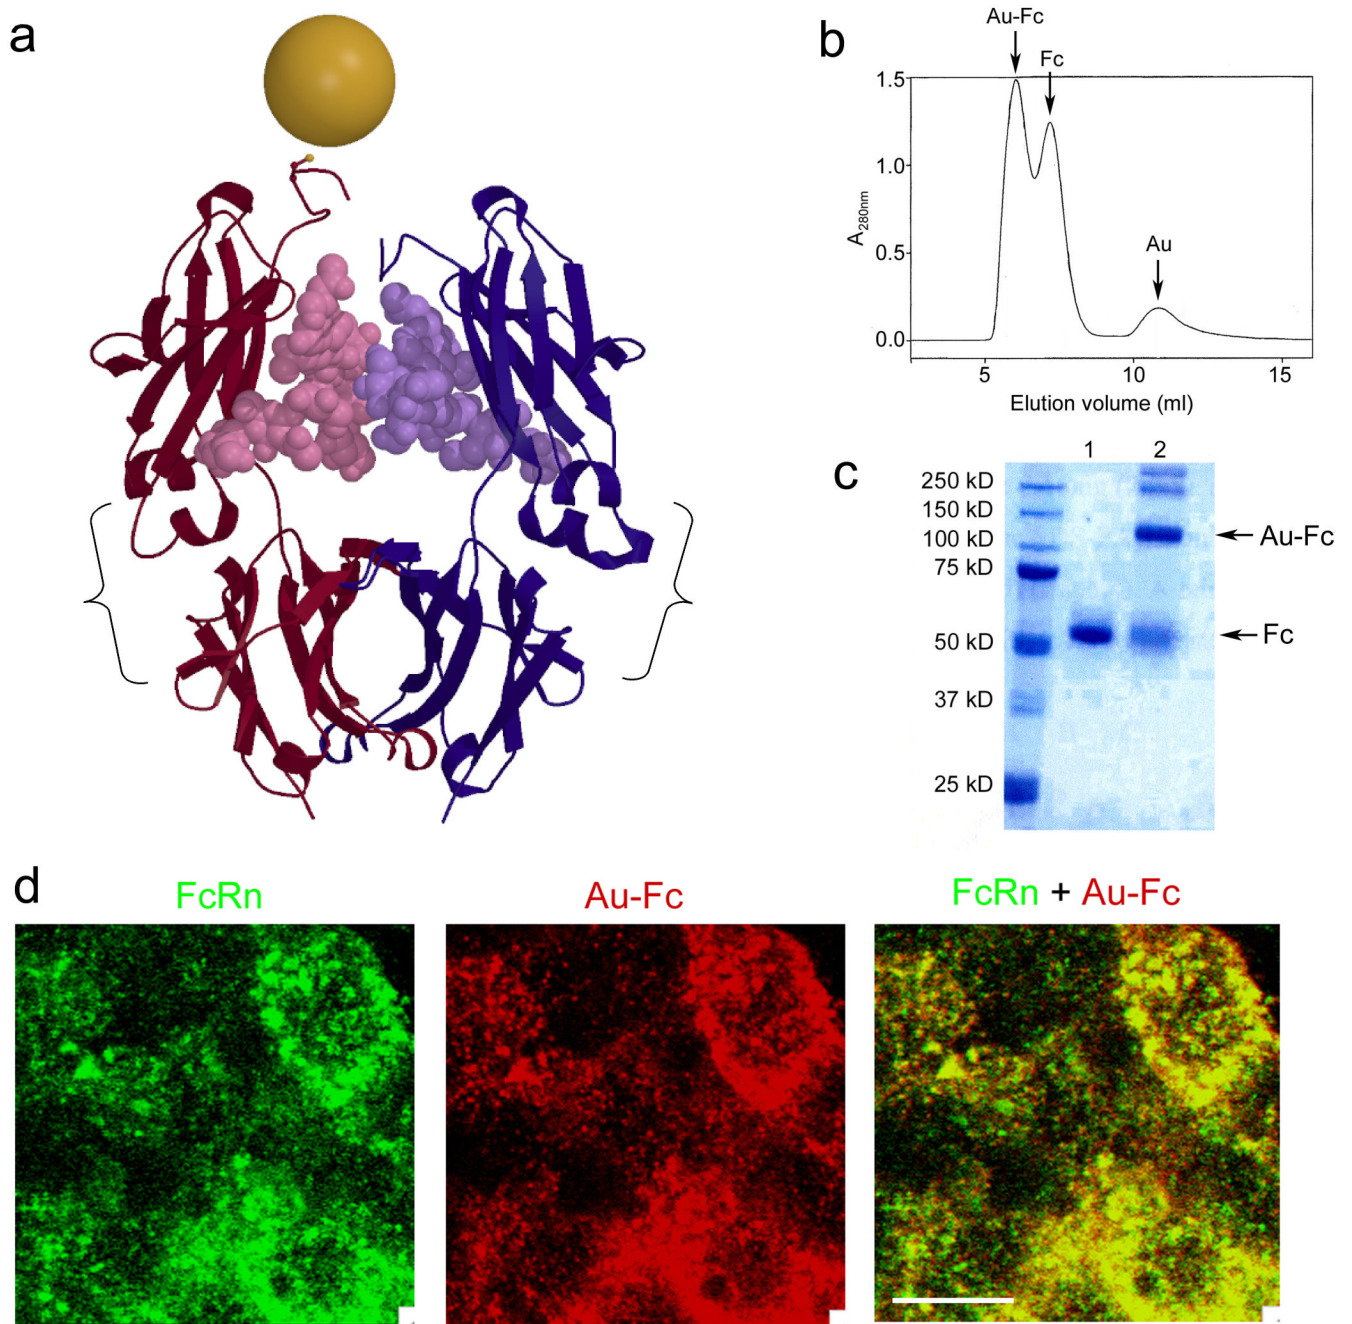 a
b
Au-Fc
Fc
Au
1.5
1.0
0.5
0.0
A280nm
5 10 15
Elution volume (ml)
c
1 2
250 kD
150 kD
100 kD
75 kD
50 kD
37 kD
25 kD
Au-Fc
Fc
d
FcRn
Au-Fc
FcRn + Au-Fc